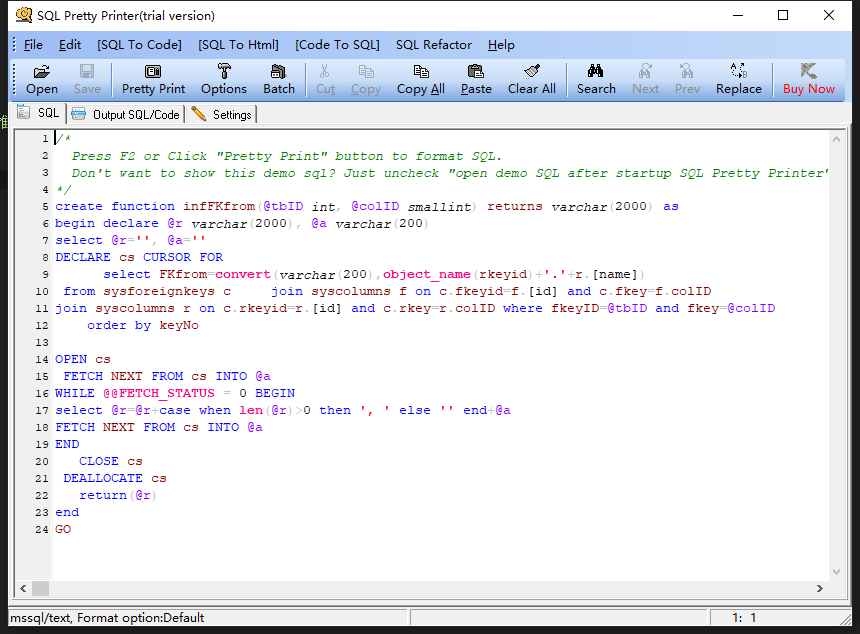 SQL Pretty Printer(trial version)
File Edit [SQL To Code] [SQL To Html] [Code To SQL] SQL Refactor Help
Open Save Pretty Print Options Batch Cut Copy Copy All Paste Clear All Search Next Prev Replace Buy Now
SQL Output SQL/Code Settings
1 /*
2 Press F2 or Click "Pretty Print" button to format SQL.
3 Don't want to show this demo sql? Just uncheck "open demo SQL after startup SQL Pretty Printer"
4 */
5 create function infFKfrom(@tbID int, @colID smallint) returns varchar(2000) as
6 begin declare @r varchar(2000), @a varchar(200)
7 select @r='', @a=''
8 DECLARE cs CURSOR FOR
9 select FKfrom=convert(varchar(200),object_name(rkeyid)+'.'+r.[name])
10 from sysforeignkeys c join syscolumns f on c.fkeyid=f.[id] and c.fkey=f.colID
11 join syscolumns r on c.rkeyid=r.[id] and c.rkey=r.colID where fkeyID=@tbID and fkey=@colID
12 order by keyNo
13
14 OPEN cs
15 FETCH NEXT FROM cs INTO @a
16 WHILE @@FETCH_STATUS = 0 BEGIN
17 select @r=@r+case when len(@r)>0 then ', ' else '' end+@a
18 FETCH NEXT FROM cs INTO @a
19 END
20 CLOSE cs
21 DEALLOCATE cs
22 return(@r)
23 end
24 GO
mssql/text, Format option:Default 1: 1